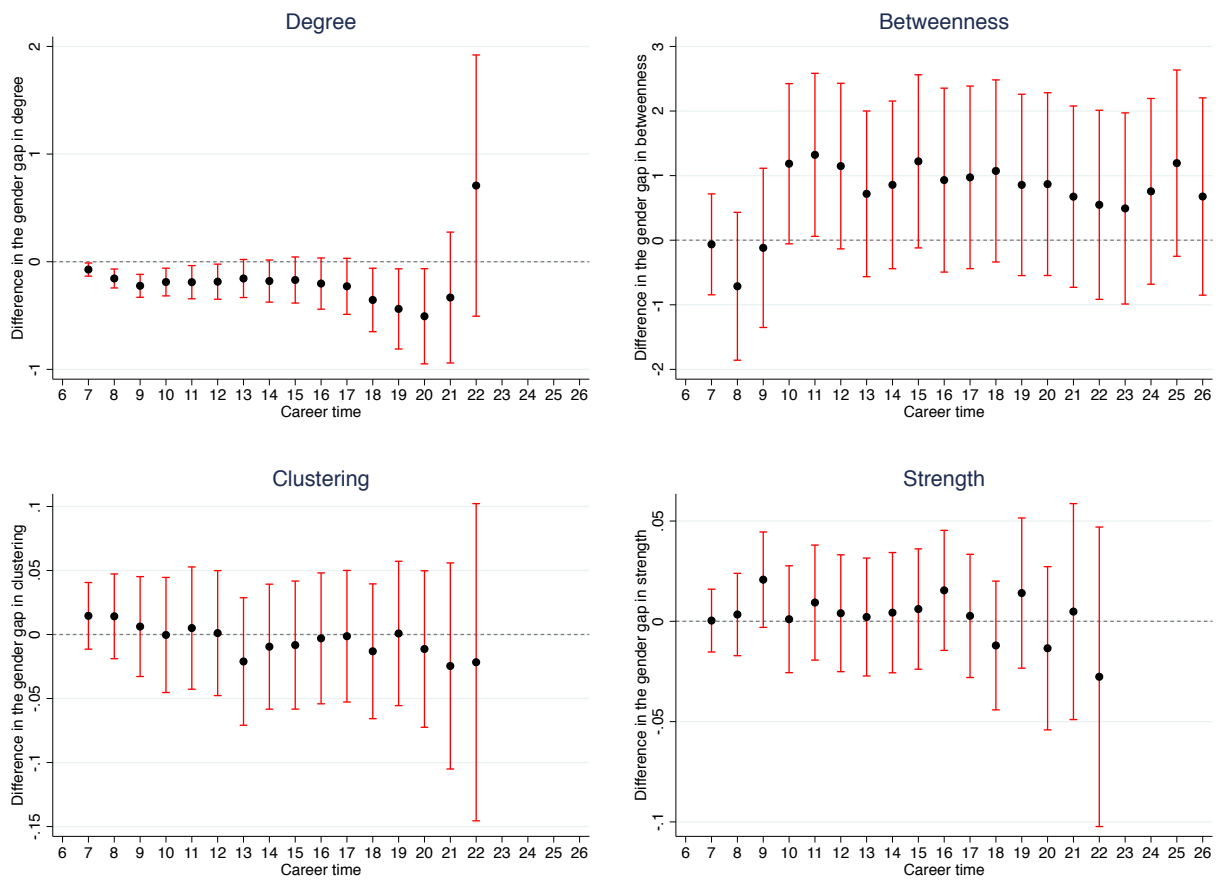 Degree
Difference in the gender gap in degree
2
1
0
-1
6 7 8 9 10 11 12 13 14 15 16 17 18 19 20 21 22 23 24 25 26
Career time
Betweenness
Difference in the gender gap in betweenness
3
2
1
0
-1
-2
6 7 8 9 10 11 12 13 14 15 16 17 18 19 20 21 22 23 24 25 26
Career time
Clustering
Difference in the gender gap in clustering
.1
.05
0
-.05
-.1
-.15
6 7 8 9 10 11 12 13 14 15 16 17 18 19 20 21 22 23 24 25 26
Career time
Strength
Difference in the gender gap in strength
.05
0
-.05
-.1
6 7 8 9 10 11 12 13 14 15 16 17 18 19 20 21 22 23 24 25 26
Career time